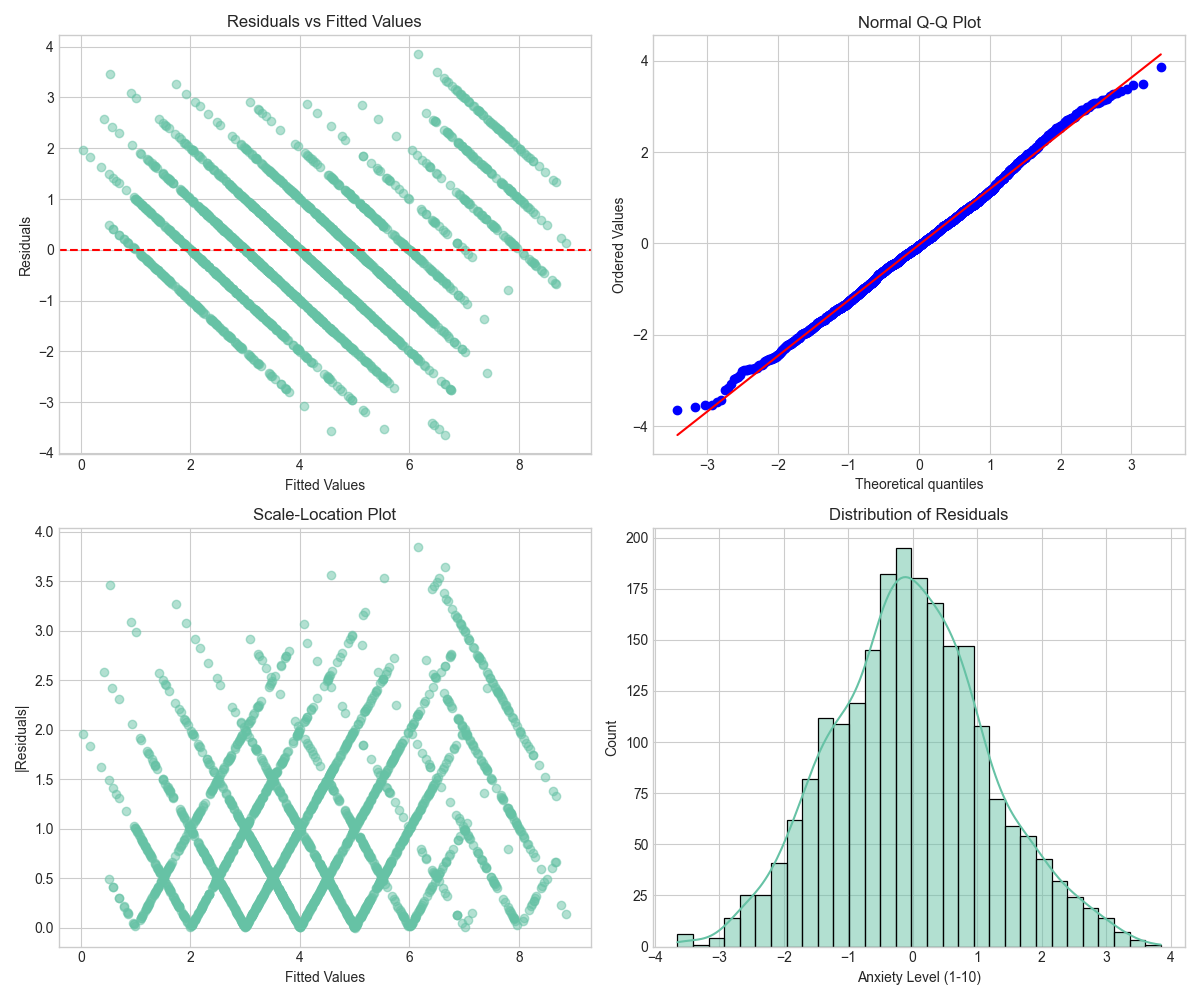 Residuals vs Fitted Values
4
3
2
1
0
−1
−2
−3
−4
Residuals
0 2 4 6 8
Fitted Values
Normal Q-Q Plot
4
2
0
−2
−4
Ordered Values
−3 −2 −1 0 1 2 3
Theoretical quantiles
Scale-Location Plot
4.0
3.5
3.0
2.5
2.0
1.5
1.0
0.5
0.0
|Residuals|
0 2 4 6 8
Fitted Values
Distribution of Residuals
200
175
150
125
100
75
50
25
0
Count
−4 −3 −2 −1 0 1 2 3 4
Anxiety Level (1-10)